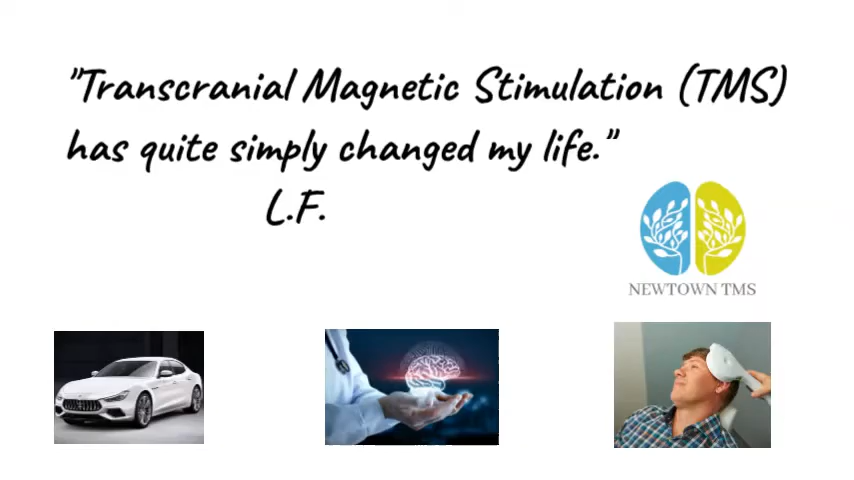 "Transcranial Magnetic Stimulation (TMS)
has quite simply changed my life."
L.F.
NEWTOWN TMS